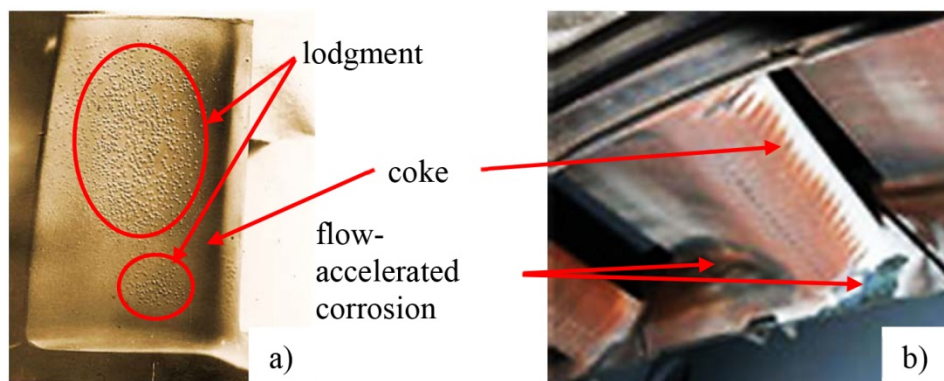 lodgment
coke
flow-
accelerated
corrosion
a)
b)